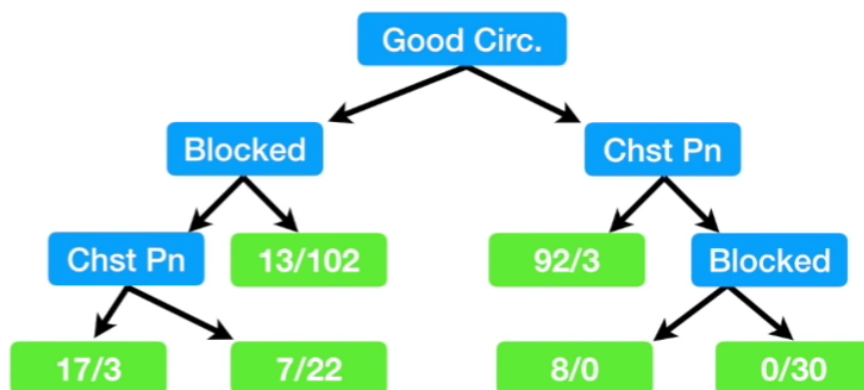 Good Circ.
Blocked
Chst Pn
Chst Pn
13/102
92/3
Blocked
17/3
7/22
8/0
0/30